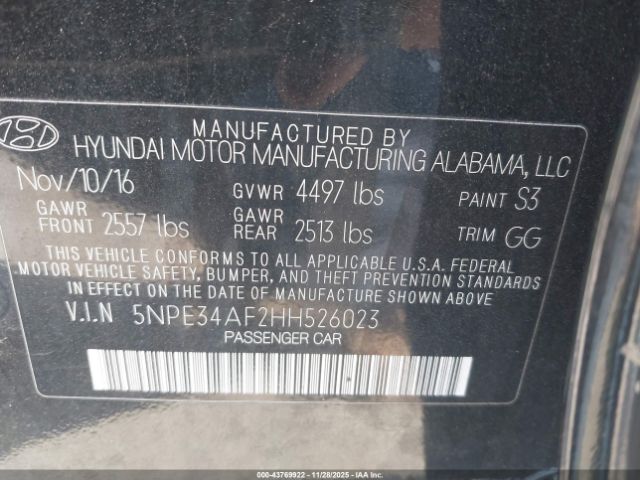 MANUFACTURED BY
HYUNDAI MOTOR MANUFACTURING ALABAMA, LLC
Nov/10/16 GVWR 4497 lbs PAINT S3
GAWR FRONT 2557 lbs GAWR REAR 2513 lbs TRIM GG
THIS VEHICLE CONFORMS TO ALL APPLICABLE U.S.A. FEDERAL
MOTOR VEHICLE SAFETY, BUMPER, AND THEFT PREVENTION STANDARDS
IN EFFECT ON THE DATE OF MANUFACTURE SHOWN ABOVE.
V.I.N 5NPE34AF2HH526023
PASSENGER CAR
000-43769922 - 11/28/2025 - COPART.COM